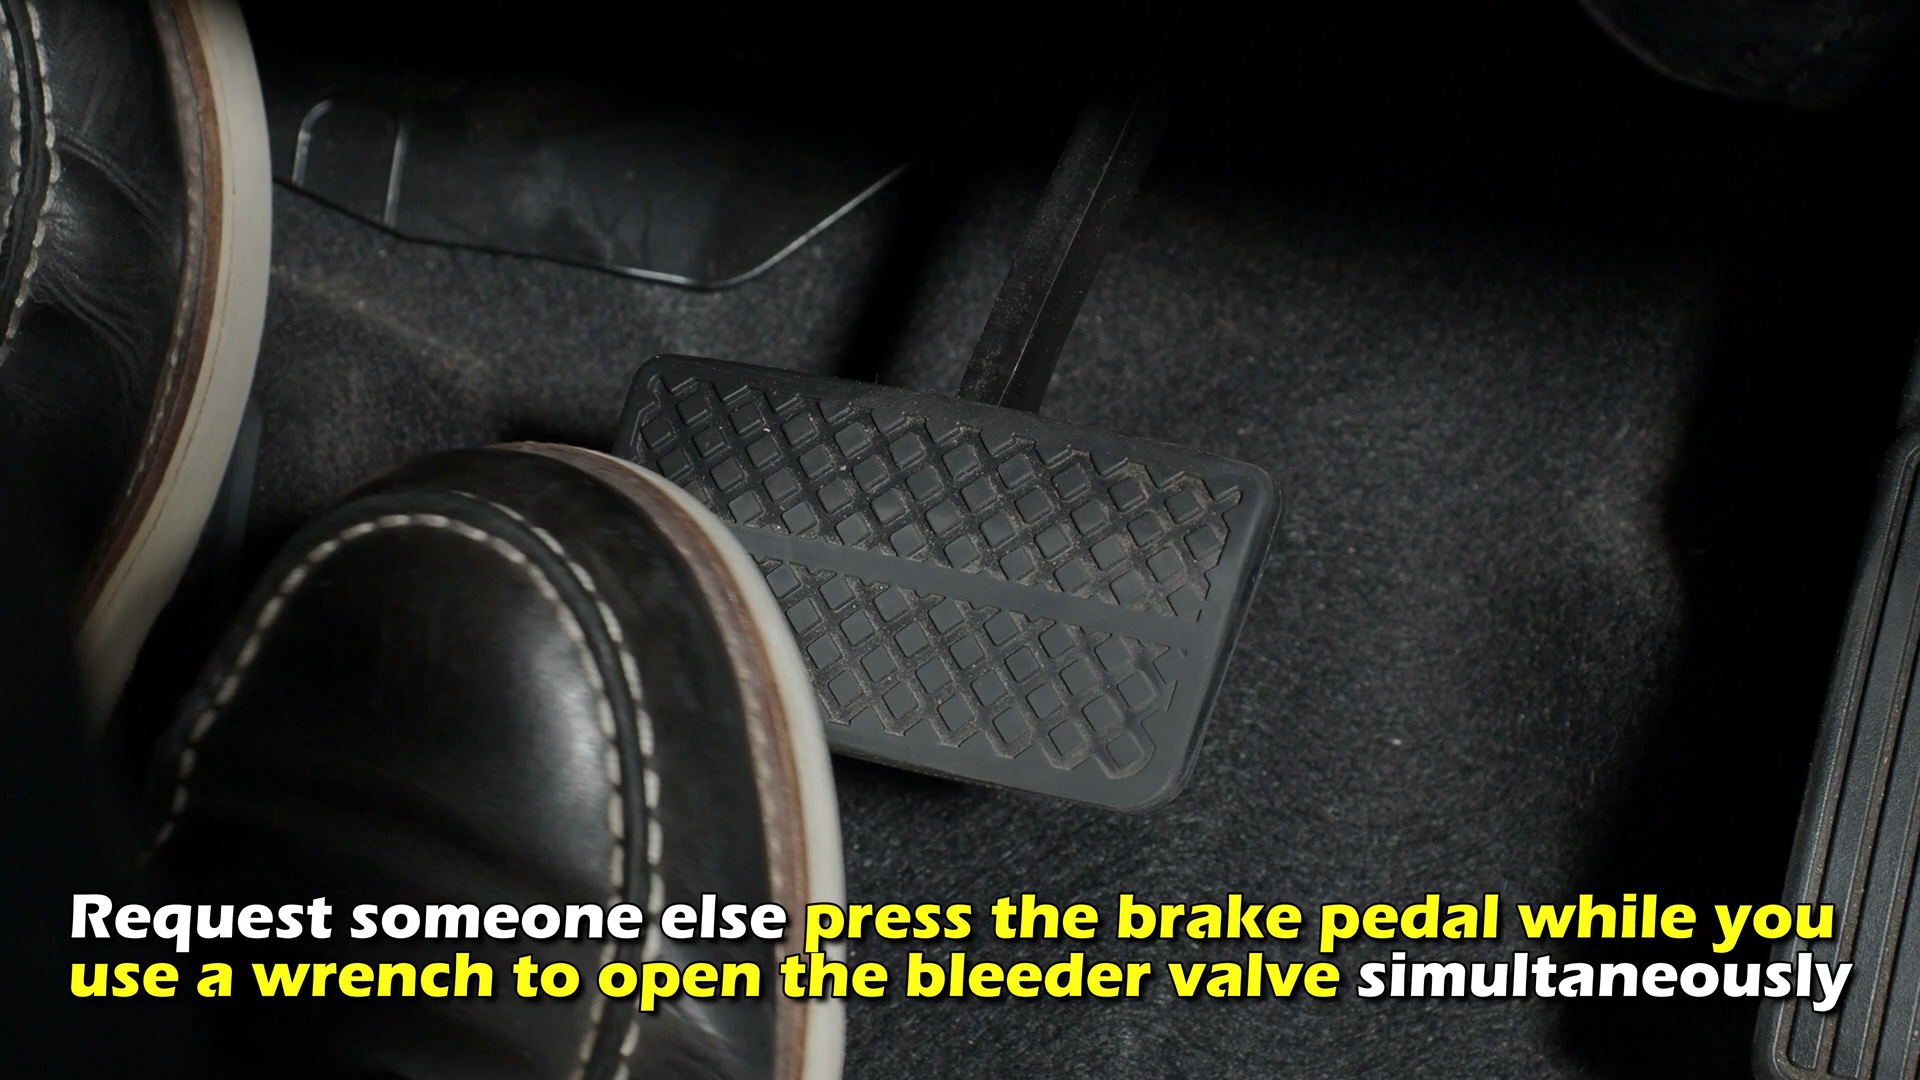 Request someone else press the brake pedal while you
use a wrench to open the bleeder valve simultaneously